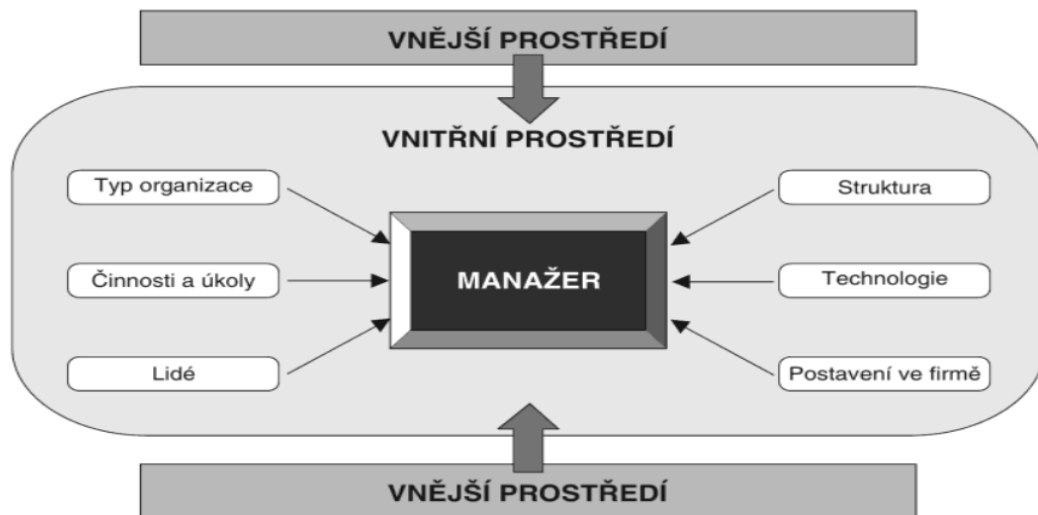 VNĚJŠÍ PROSTŘEDÍ
VNITŘNÍ PROSTŘEDÍ
Typ organizace
Struktura
Činnosti a úkoly
MANAŽER
Technologie
Lidé
Postavení ve firmě
VNĚJŠÍ PROSTŘEDÍ